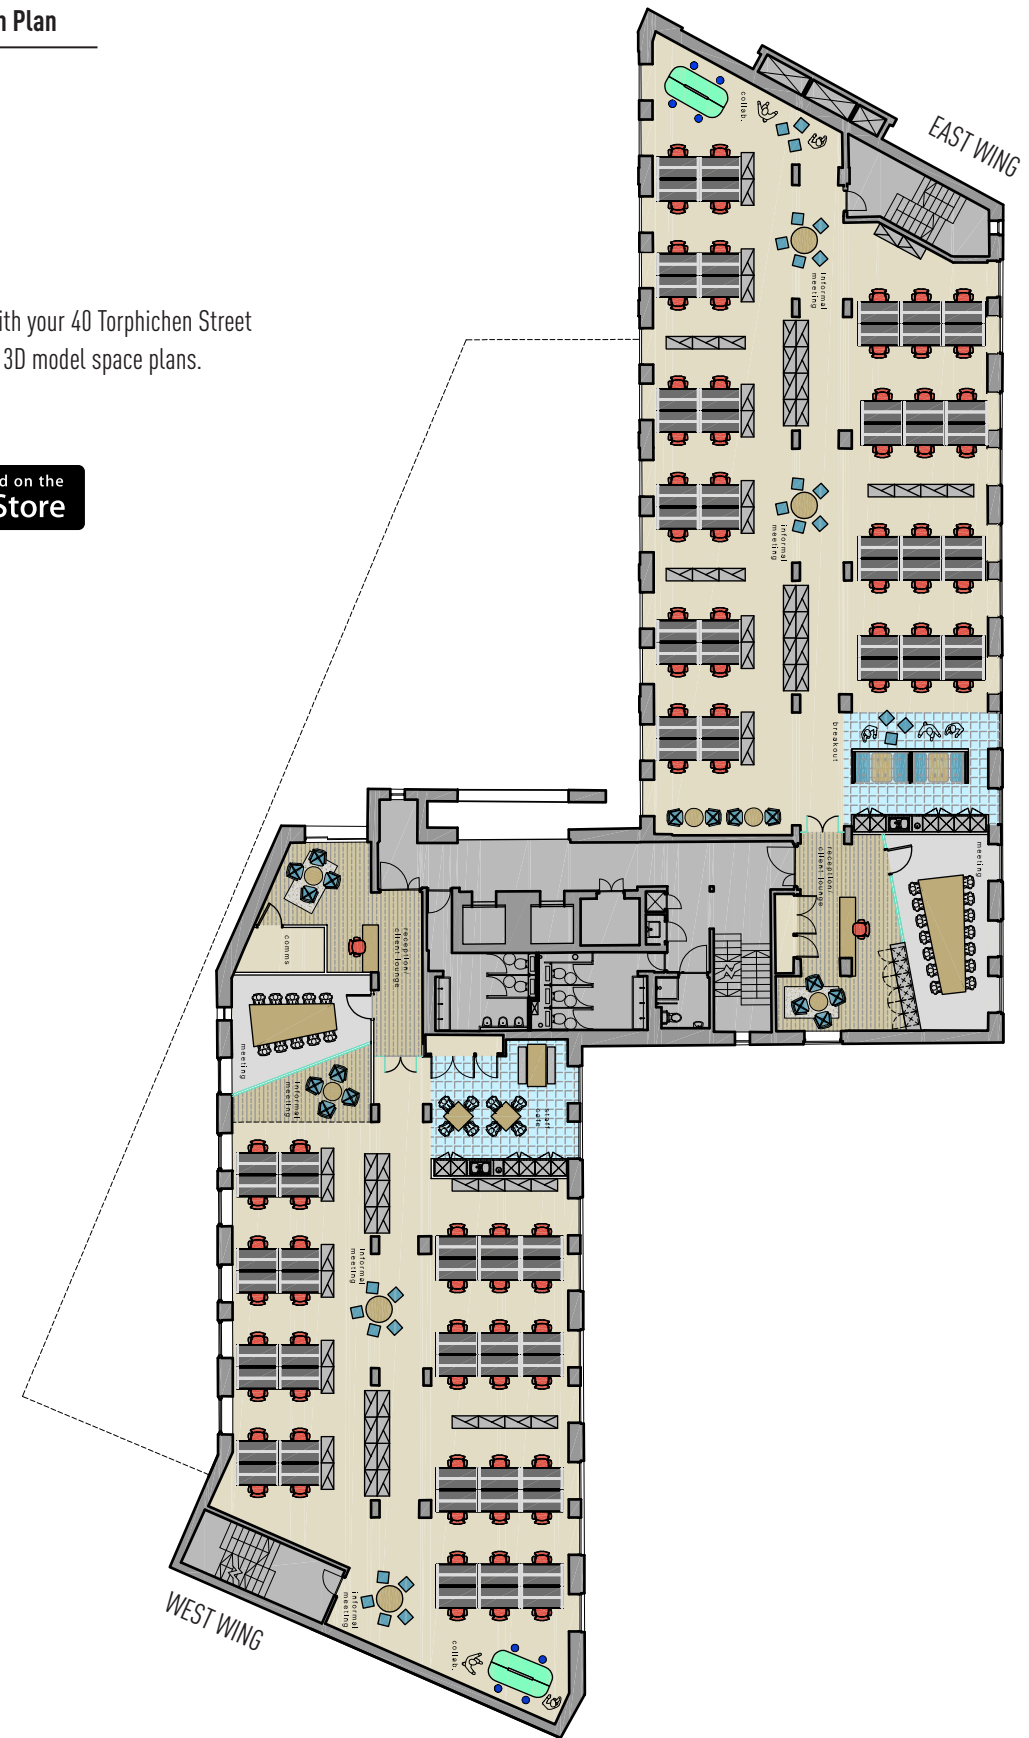 n Plan
EAST WING
ith your 40 Torphichen Street
3D model space plans.
d on the
Store
collab.
informal
meeting
informal
meeting
breakout
reception/
client lounge
meeting
reception/
client lounge
comms
meeting
informal
meeting
staff
cafe
informal
meeting
informal
meeting
collab.
WEST WING